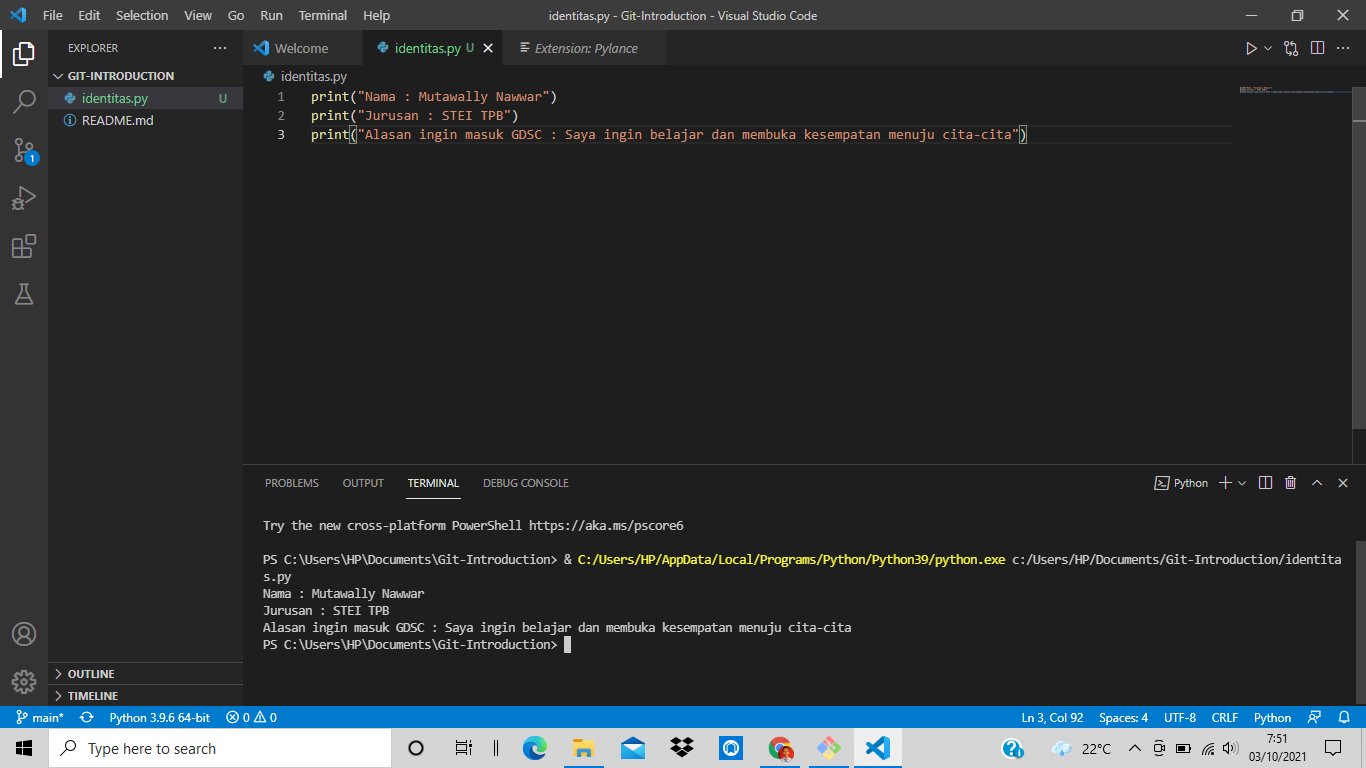 File Edit Selection View Go Run Terminal Help identitas.py - Git-Introduction - Visual Studio Code
EXPLORER
Welcome identitas.py U Extension: Pylance
GIT-INTRODUCTION
identitas.py U
README.md
1
identitas.py
1 print("Nama : Mutawally Nawwar")
2 print("Jurusan : STEI TPB")
3 print("Alasan ingin masuk GDSC : Saya ingin belajar dan membuka kesempatan menuju cita-cita")
PROBLEMS OUTPUT TERMINAL DEBUG CONSOLE Python
Try the new cross-platform PowerShell https://aka.ms/pscore6
PS C:\Users\HP\Documents\Git-Introduction> & C:/Users/HP/AppData/Local/Programs/Python/Python39/python.exe c:/Users/HP/Documents/Git-Introduction/identita
s.py
Nama : Mutawally Nawwar
Jurusan : STEI TPB
Alasan ingin masuk GDSC : Saya ingin belajar dan membuka kesempatan menuju cita-cita
PS C:\Users\HP\Documents\Git-Introduction>
OUTLINE
TIMELINE
main* Python 3.9.6 64-bit 0 0 Ln 3, Col 92 Spaces: 4 UTF-8 CRLF Python
Type here to search 22°C 7:51
03/10/2021